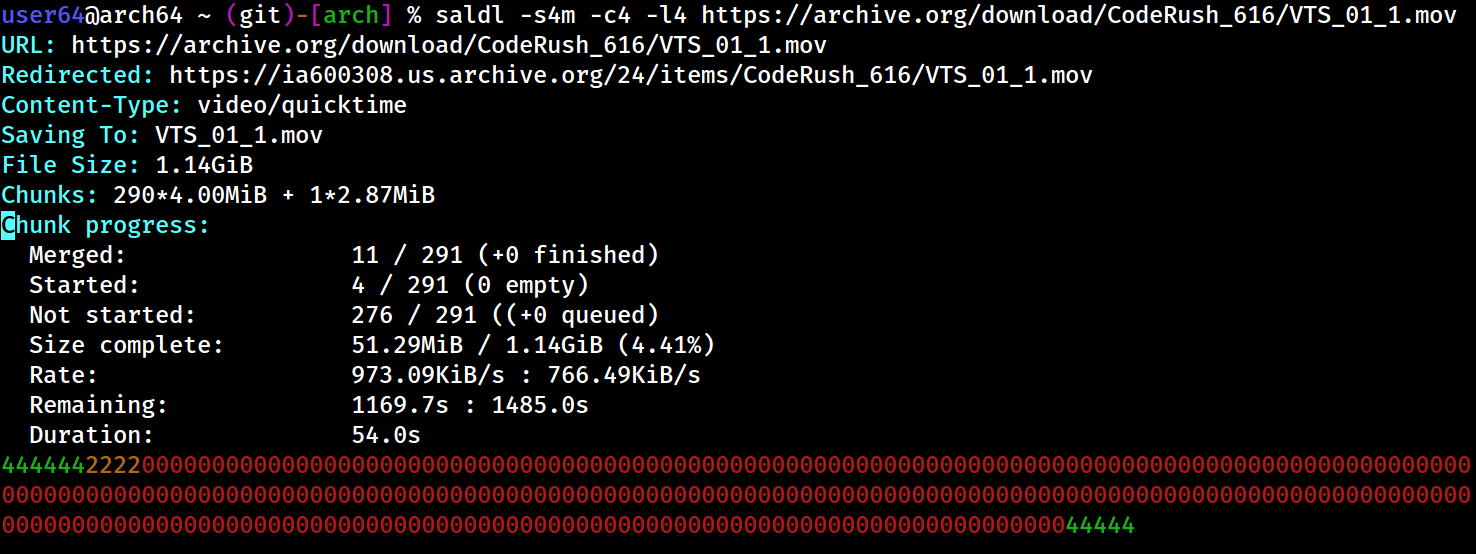 user64@arch64 ~ (git)-[arch] % saldl -s4m -c4 -l4 https://archive.org/download/CodeRush_616/VTS_01_1.mov
URL: https://archive.org/download/CodeRush_616/VTS_01_1.mov
Redirected: https://ia600308.us.archive.org/24/items/CodeRush_616/VTS_01_1.mov
Content-Type: video/quicktime
Saving To: VTS_01_1.mov
File Size: 1.14GiB
Chunks: 290*4.00MiB + 1*2.87MiB
Chunk progress:
Merged: 11 / 291 (+0 finished)
Started: 4 / 291 (0 empty)
Not started: 276 / 291 ((+0 queued)
Size complete: 51.29MiB / 1.14GiB (4.41%)
Rate: 973.09KiB/s : 766.49KiB/s
Remaining: 1169.7s : 1485.0s
Duration: 54.0s
444444222200000000000000000000000000000000000000000000000000000000000000000000000000000000000000000000000
000000000000000000000000000000000000000000000000000000000000000000000000000000000000000000000000000000000
000000000000000000000000000000000000000000000000000000000000000000000000000044444